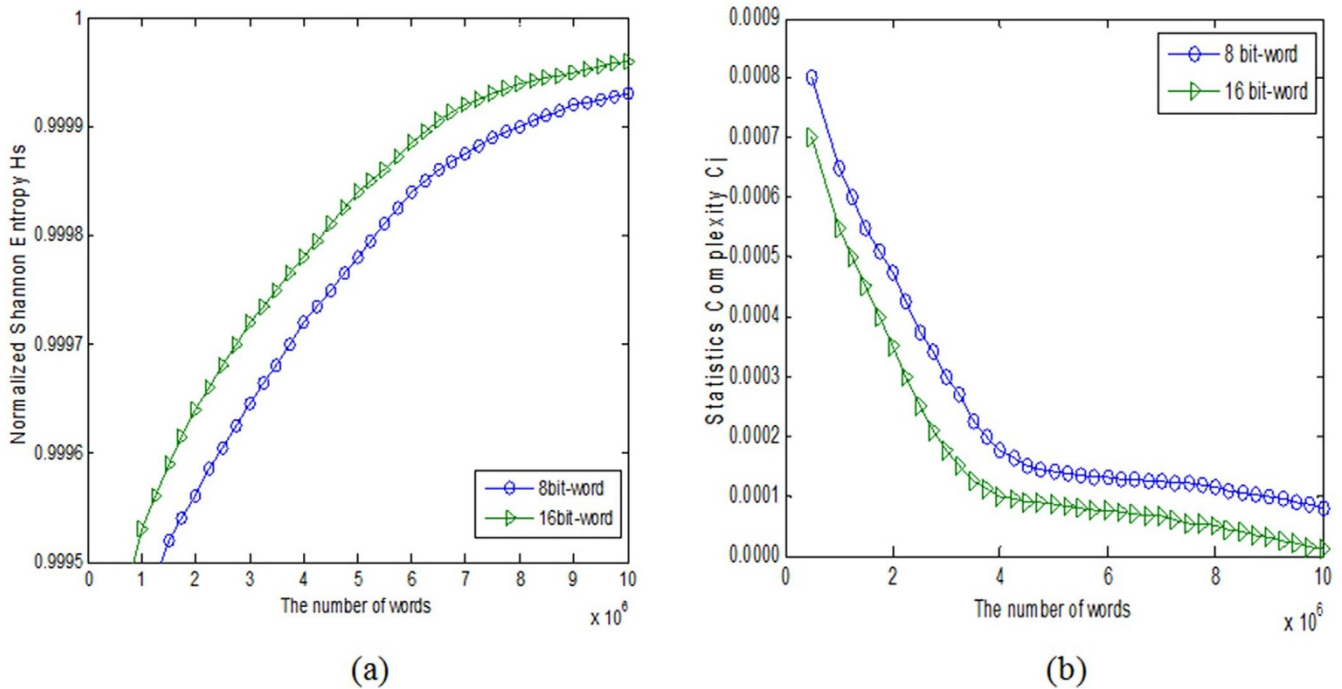 Normalized Shannon Entropy Hs
1
0.9999
0.9998
0.9997
0.9996
0.9995
0 1 2 3 4 5 6 7 8 9 10
The number of words
x 10^6
8bit-word
16bit-word
(a)
Statistics Complexity Cj
0.0009
0.0008
0.0007
0.0006
0.0005
0.0004
0.0003
0.0002
0.0001
0.0000
0 2 4 6 8 10
The number of words
x 10^6
8 bit-word
16 bit-word
(b)